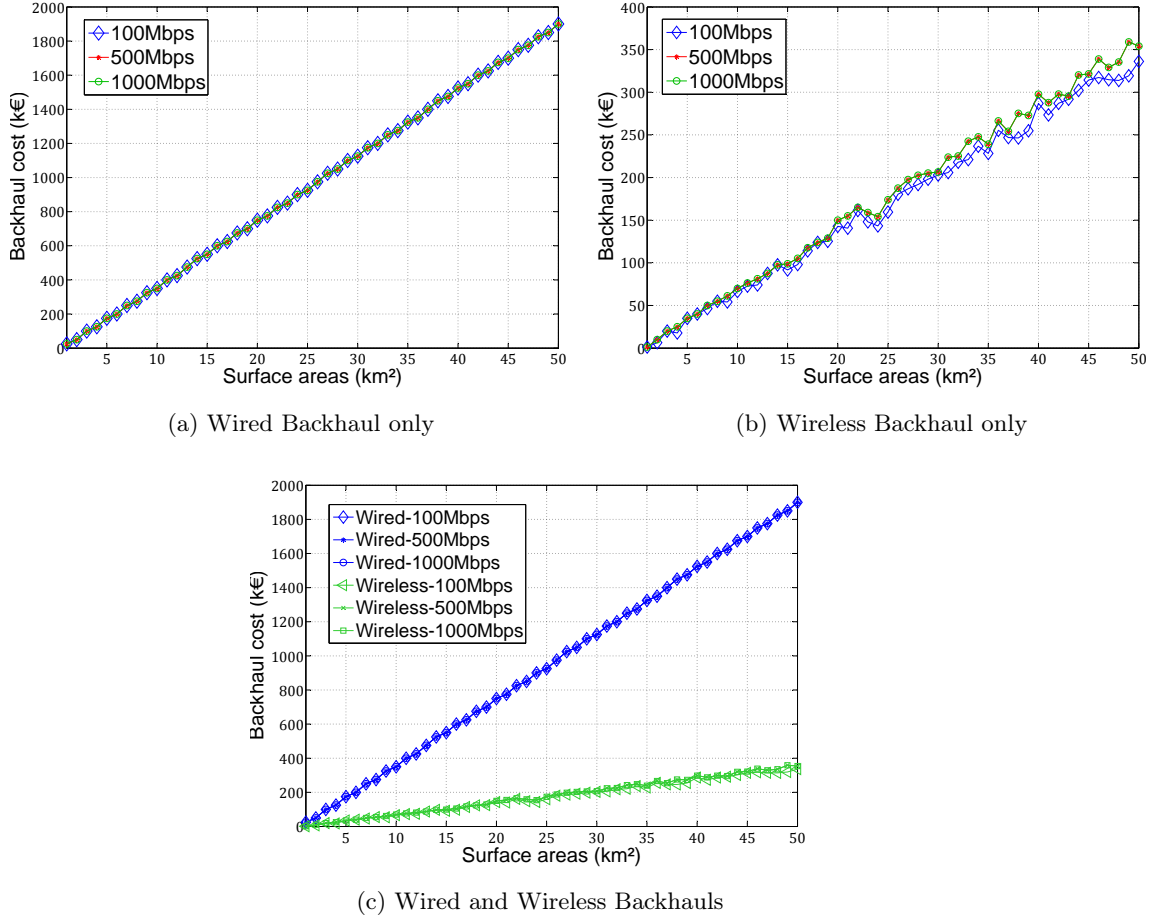 2000
1800
1600
1400
1200
1000
800
600
400
200
0
Backhaul cost (k€)
100Mbps
500Mbps
1000Mbps
5 10 15 20 25 30 35 40 45 50
Surface areas (km²)
(a) Wired Backhaul only
400
350
300
250
200
150
100
50
0
Backhaul cost (k€)
100Mbps
500Mbps
1000Mbps
5 10 15 20 25 30 35 40 45 50
Surface areas (km²)
(b) Wireless Backhaul only
2000
1800
1600
1400
1200
1000
800
600
400
200
0
Backhaul cost (k€)
Wired-100Mbps
Wired-500Mbps
Wired-1000Mbps
Wireless-100Mbps
Wireless-500Mbps
Wireless-1000Mbps
5 10 15 20 25 30 35 40 45 50
Surface areas (km²)
(c) Wired and Wireless Backhauls